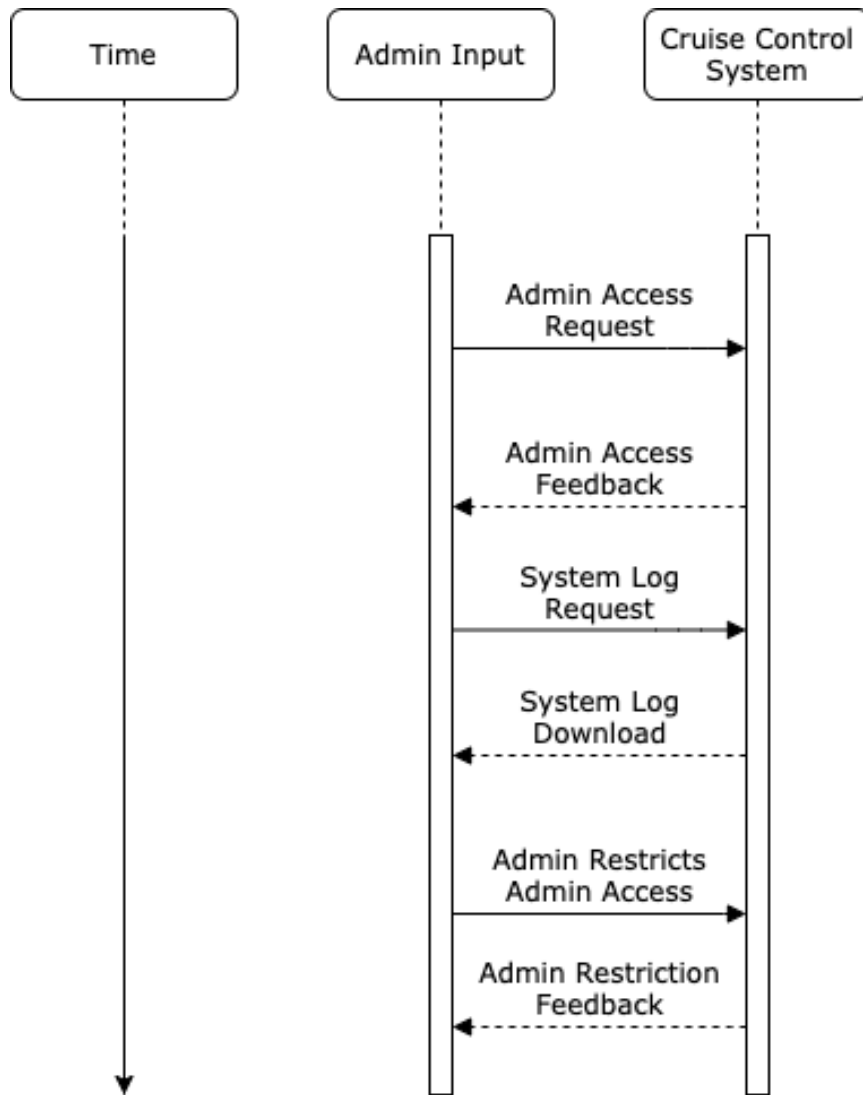 Time
Admin Input
Cruise Control
System
Admin Access
Request
Admin Access
Feedback
System Log
Request
System Log
Download
Admin Restricts
Admin Access
Admin Restriction
Feedback